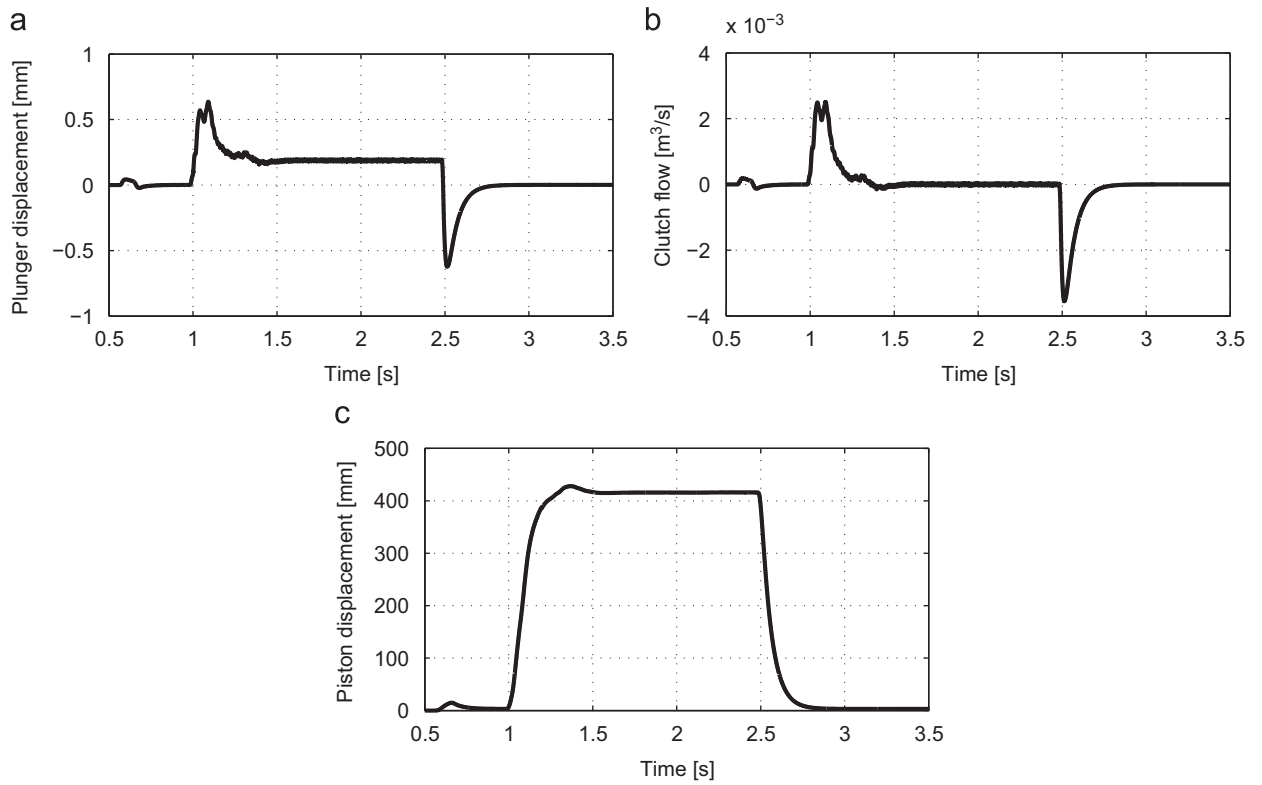 a
Plunger displacement [mm]
1
0.5
0
−0.5
−1
0.5 1 1.5 2 2.5 3 3.5
Time [s]
b
x 10−3
Clutch flow [m3/s]
4
2
0
−2
−4
0.5 1 1.5 2 2.5 3 3.5
Time [s]
c
Piston displacement [mm]
500
400
300
200
100
0
0.5 1 1.5 2 2.5 3 3.5
Time [s]